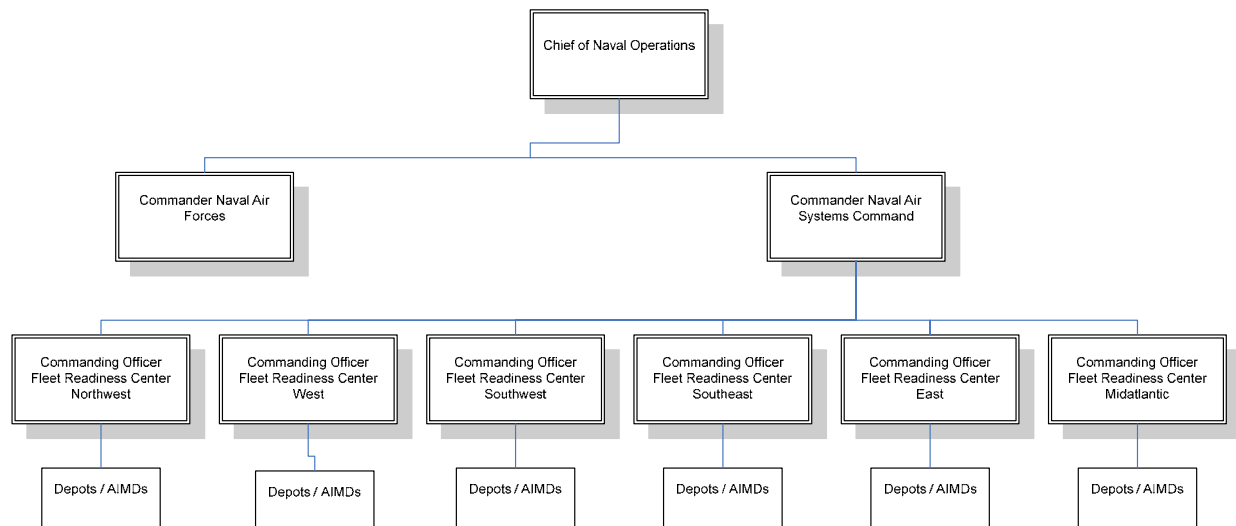 Chief of Naval Operations
Commander Naval Air
Forces
Commander Naval Air
Systems Command
Commanding Officer
Fleet Readiness Center
Northwest
Commanding Officer
Fleet Readiness Center
West
Commanding Officer
Fleet Readiness Center
Southwest
Commanding Officer
Fleet Readiness Center
Southeast
Commanding Officer
Fleet Readiness Center
East
Commanding Officer
Fleet Readiness Center
Midatlantic
Depots / AIMDs
Depots / AIMDs
Depots / AIMDs
Depots / AIMDs
Depots / AIMDs
Depots / AIMDs